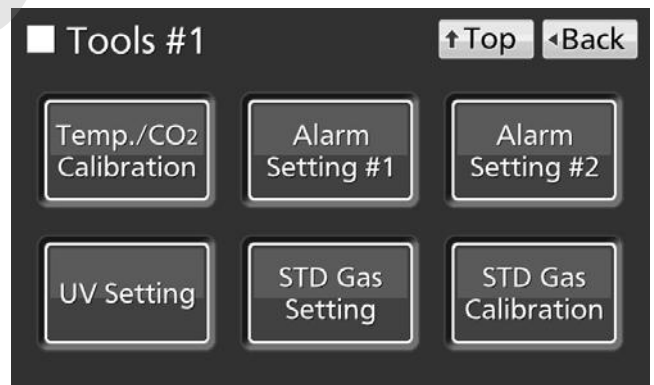 Tools #1
↑Top
◂Back
Temp./CO2
Calibration
Alarm
Setting #1
Alarm
Setting #2
UV Setting
STD Gas
Setting
STD Gas
Calibration